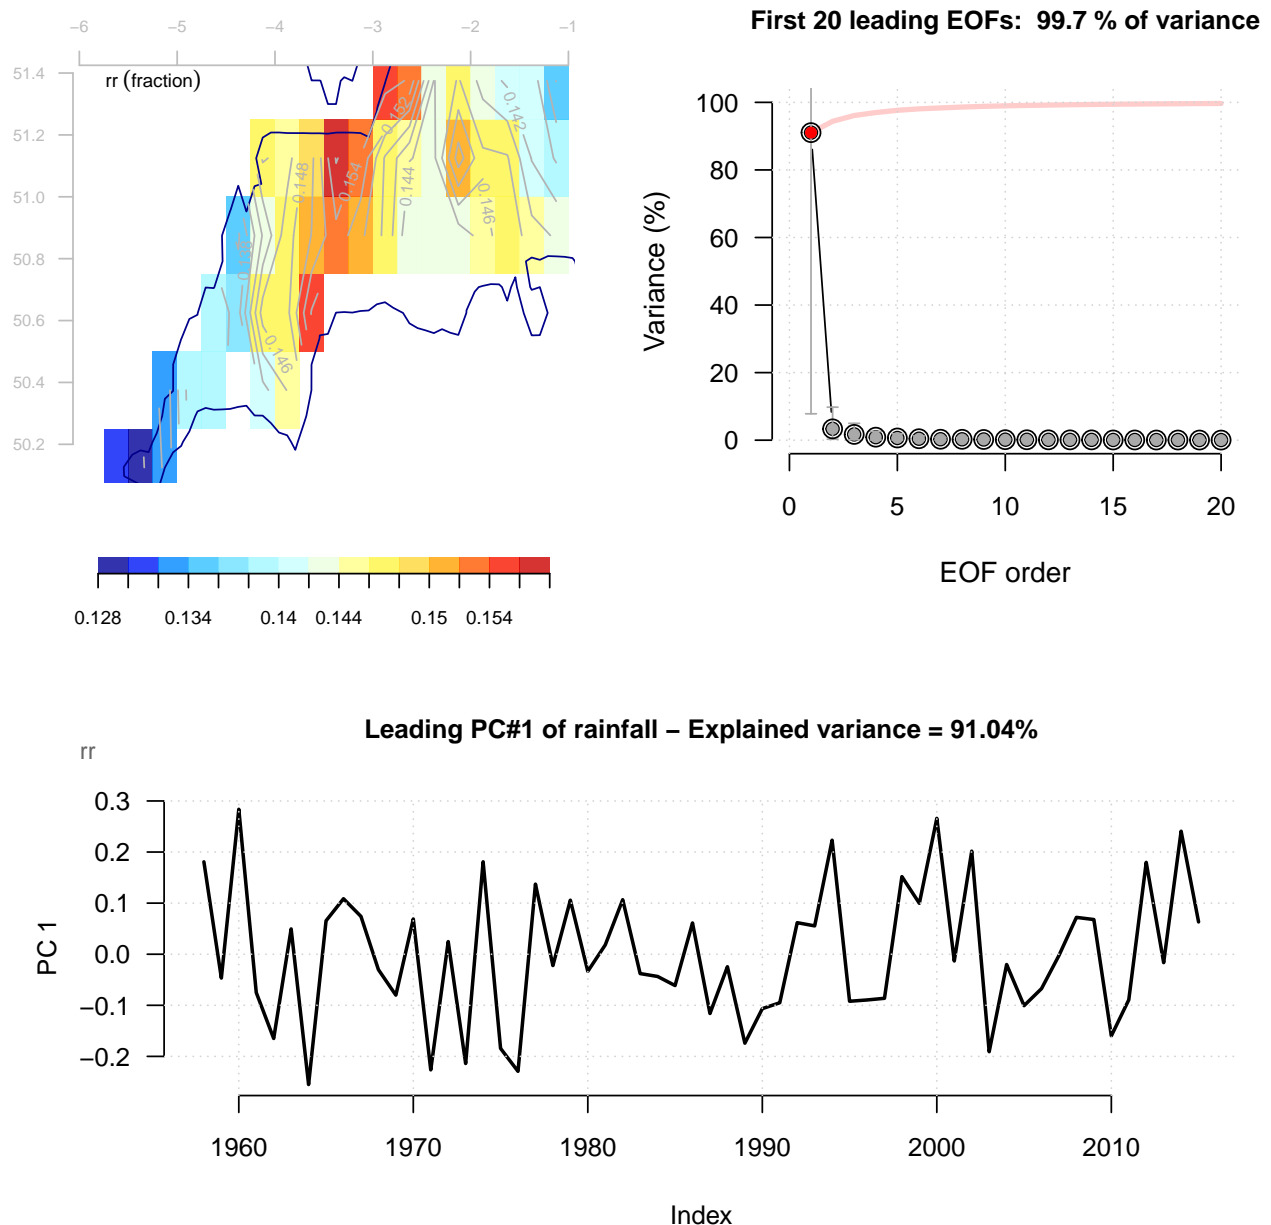 −6 −5 −4 −3 −2 −1
First 20 leading EOFs:  99.7 % of variance
rr (fraction)
51.4
51.2
51.0
50.8
50.6
50.4
50.2
0.152
0.142
0.148
0.154
0.144
0.146
0.146
0.128 0.134 0.14 0.144 0.15 0.154
Variance (%)
100
80
60
40
20
0
0 5 10 15 20
EOF order
Leading PC#1 of rainfall − Explained variance = 91.04%
rr
PC 1
0.3
0.2
0.1
0.0
−0.1
−0.2
1960 1970 1980 1990 2000 2010
Index